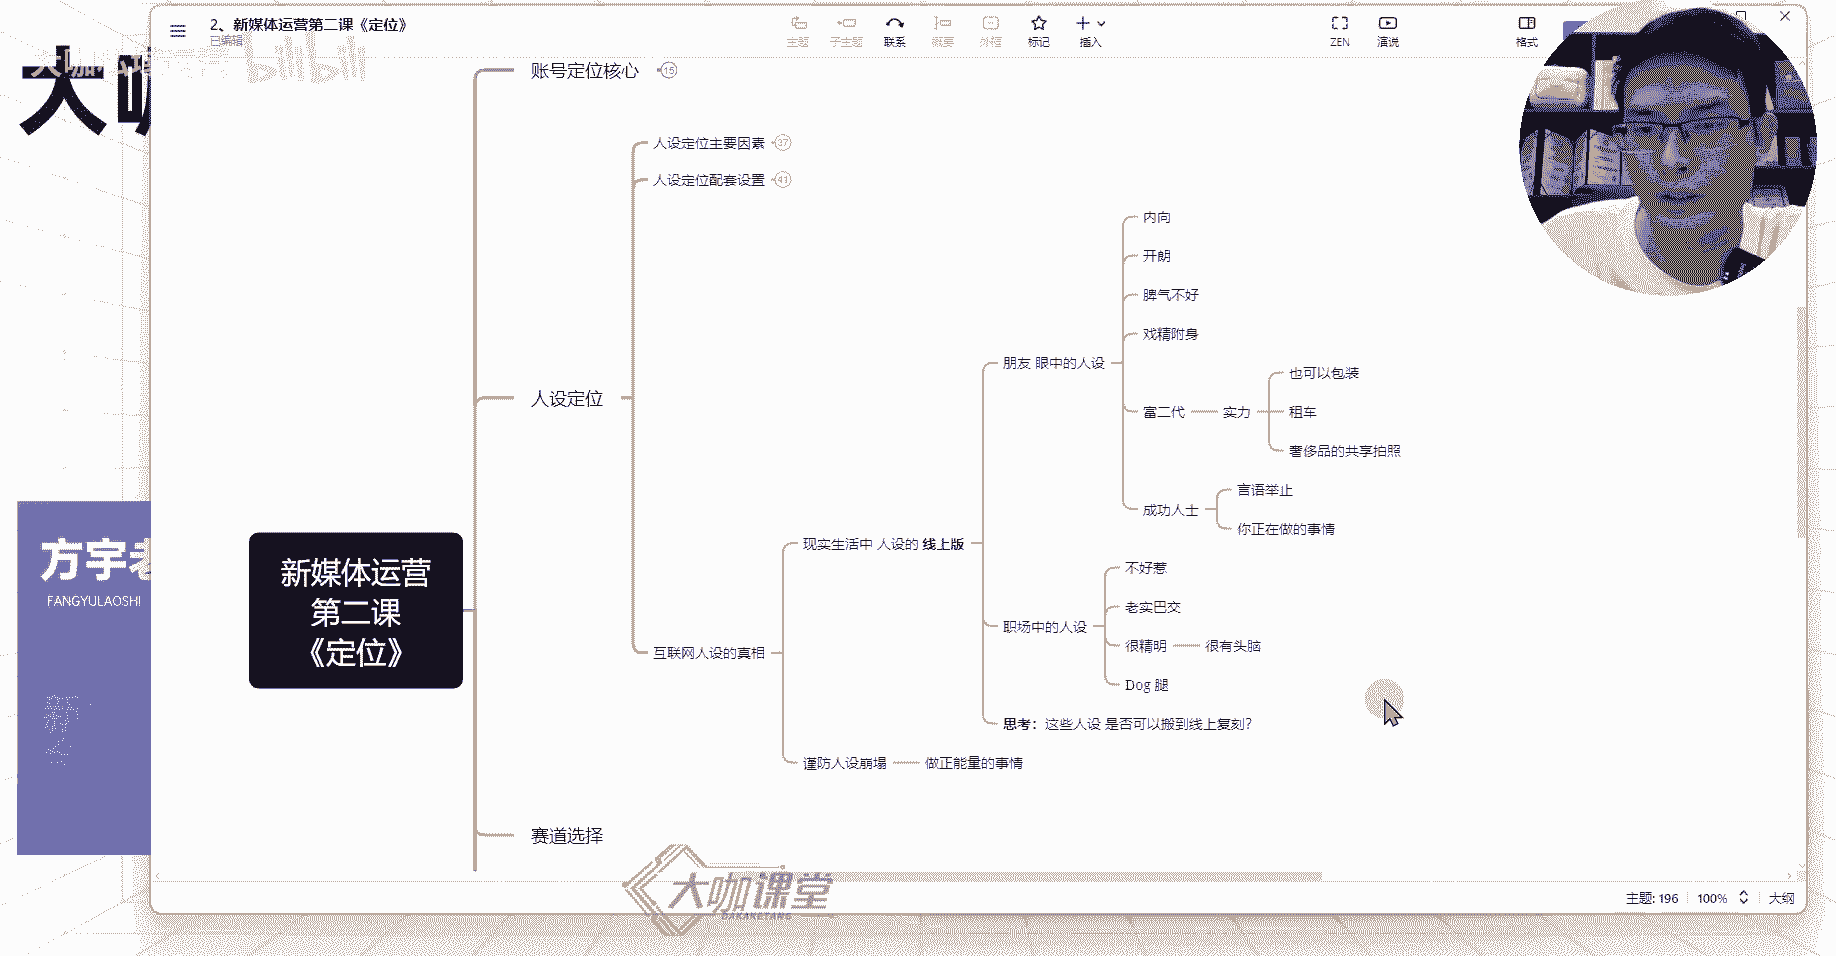 2、新媒体运营第二课《定位》
已编辑
主题
子主题
联系
概要
外框
标记
插入
ZEN
演说
格式
bilibili
账号定位核心 15
人设定位主要因素 37
人设定位配套设置 41
内向
开朗
脾气不好
戏精附身
朋友 眼中的人设
也可以包装
人设定位
富二代 实力 租车
奢侈品的共享拍照
言语举止
成功人士
你正在做的事情
现实生活中 人设的 线上版
方宇老
FANGYULAOSHI
新媒体运营
第二课
《定位》
不好惹
老实巴交
职场中的人设
很精明 很有头脑
互联网人设的真相
Dog 腿
思考：这些人设 是否可以搬到线上复刻？
谨防人设崩塌 做正能量的事情
赛道选择
大咖课堂
DAKAKETANG
主题: 196
100%
大纲